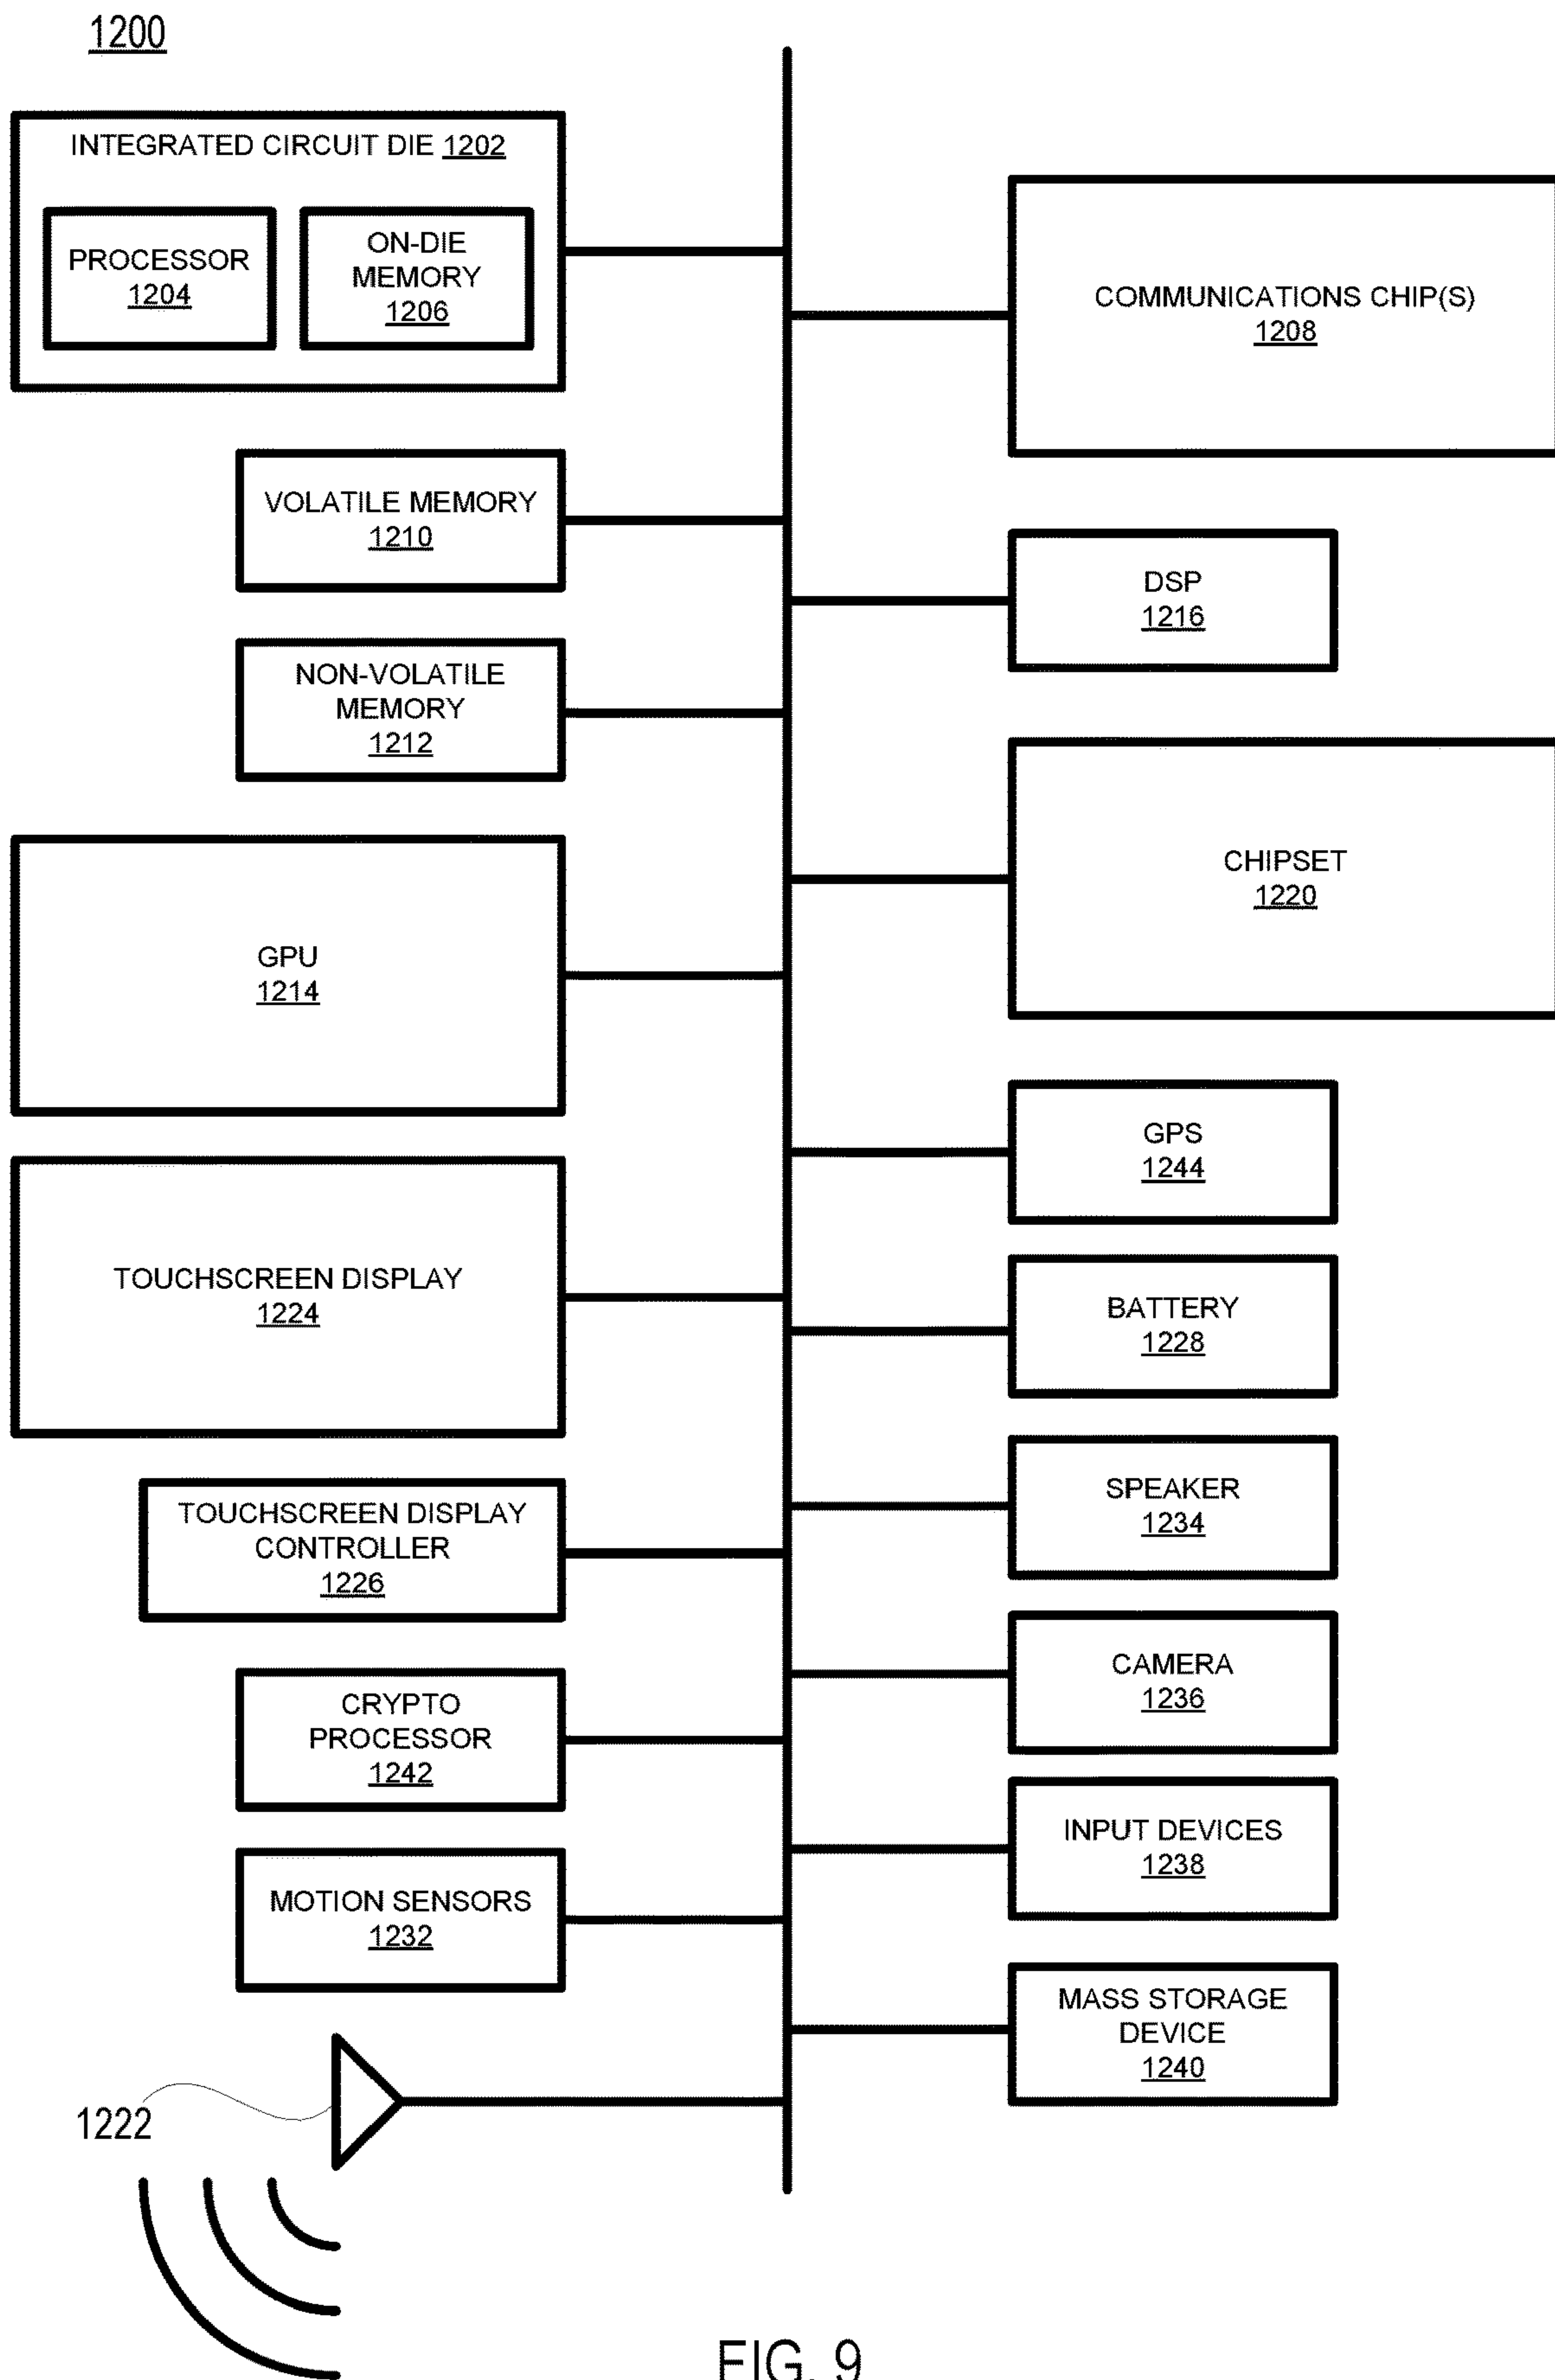 1200
INTEGRATED CIRCUIT DIE 1202
PROCESSOR
1204
ON-DIE
MEMORY
1206
COMMUNICATIONS CHIP(S)
1208
VOLATILE MEMORY
1210
DSP
1216
NON-VOLATILE
MEMORY
1212
CHIPSET
1220
GPU
1214
GPS
1244
TOUCHSCREEN DISPLAY
1224
BATTERY
1228
SPEAKER
1234
TOUCHSCREEN DISPLAY
CONTROLLER
1226
CAMERA
1236
CRYPTO
PROCESSOR
1242
INPUT DEVICES
1238
MOTION SENSORS
1232
MASS STORAGE
DEVICE
1240
1222
FIG. 9